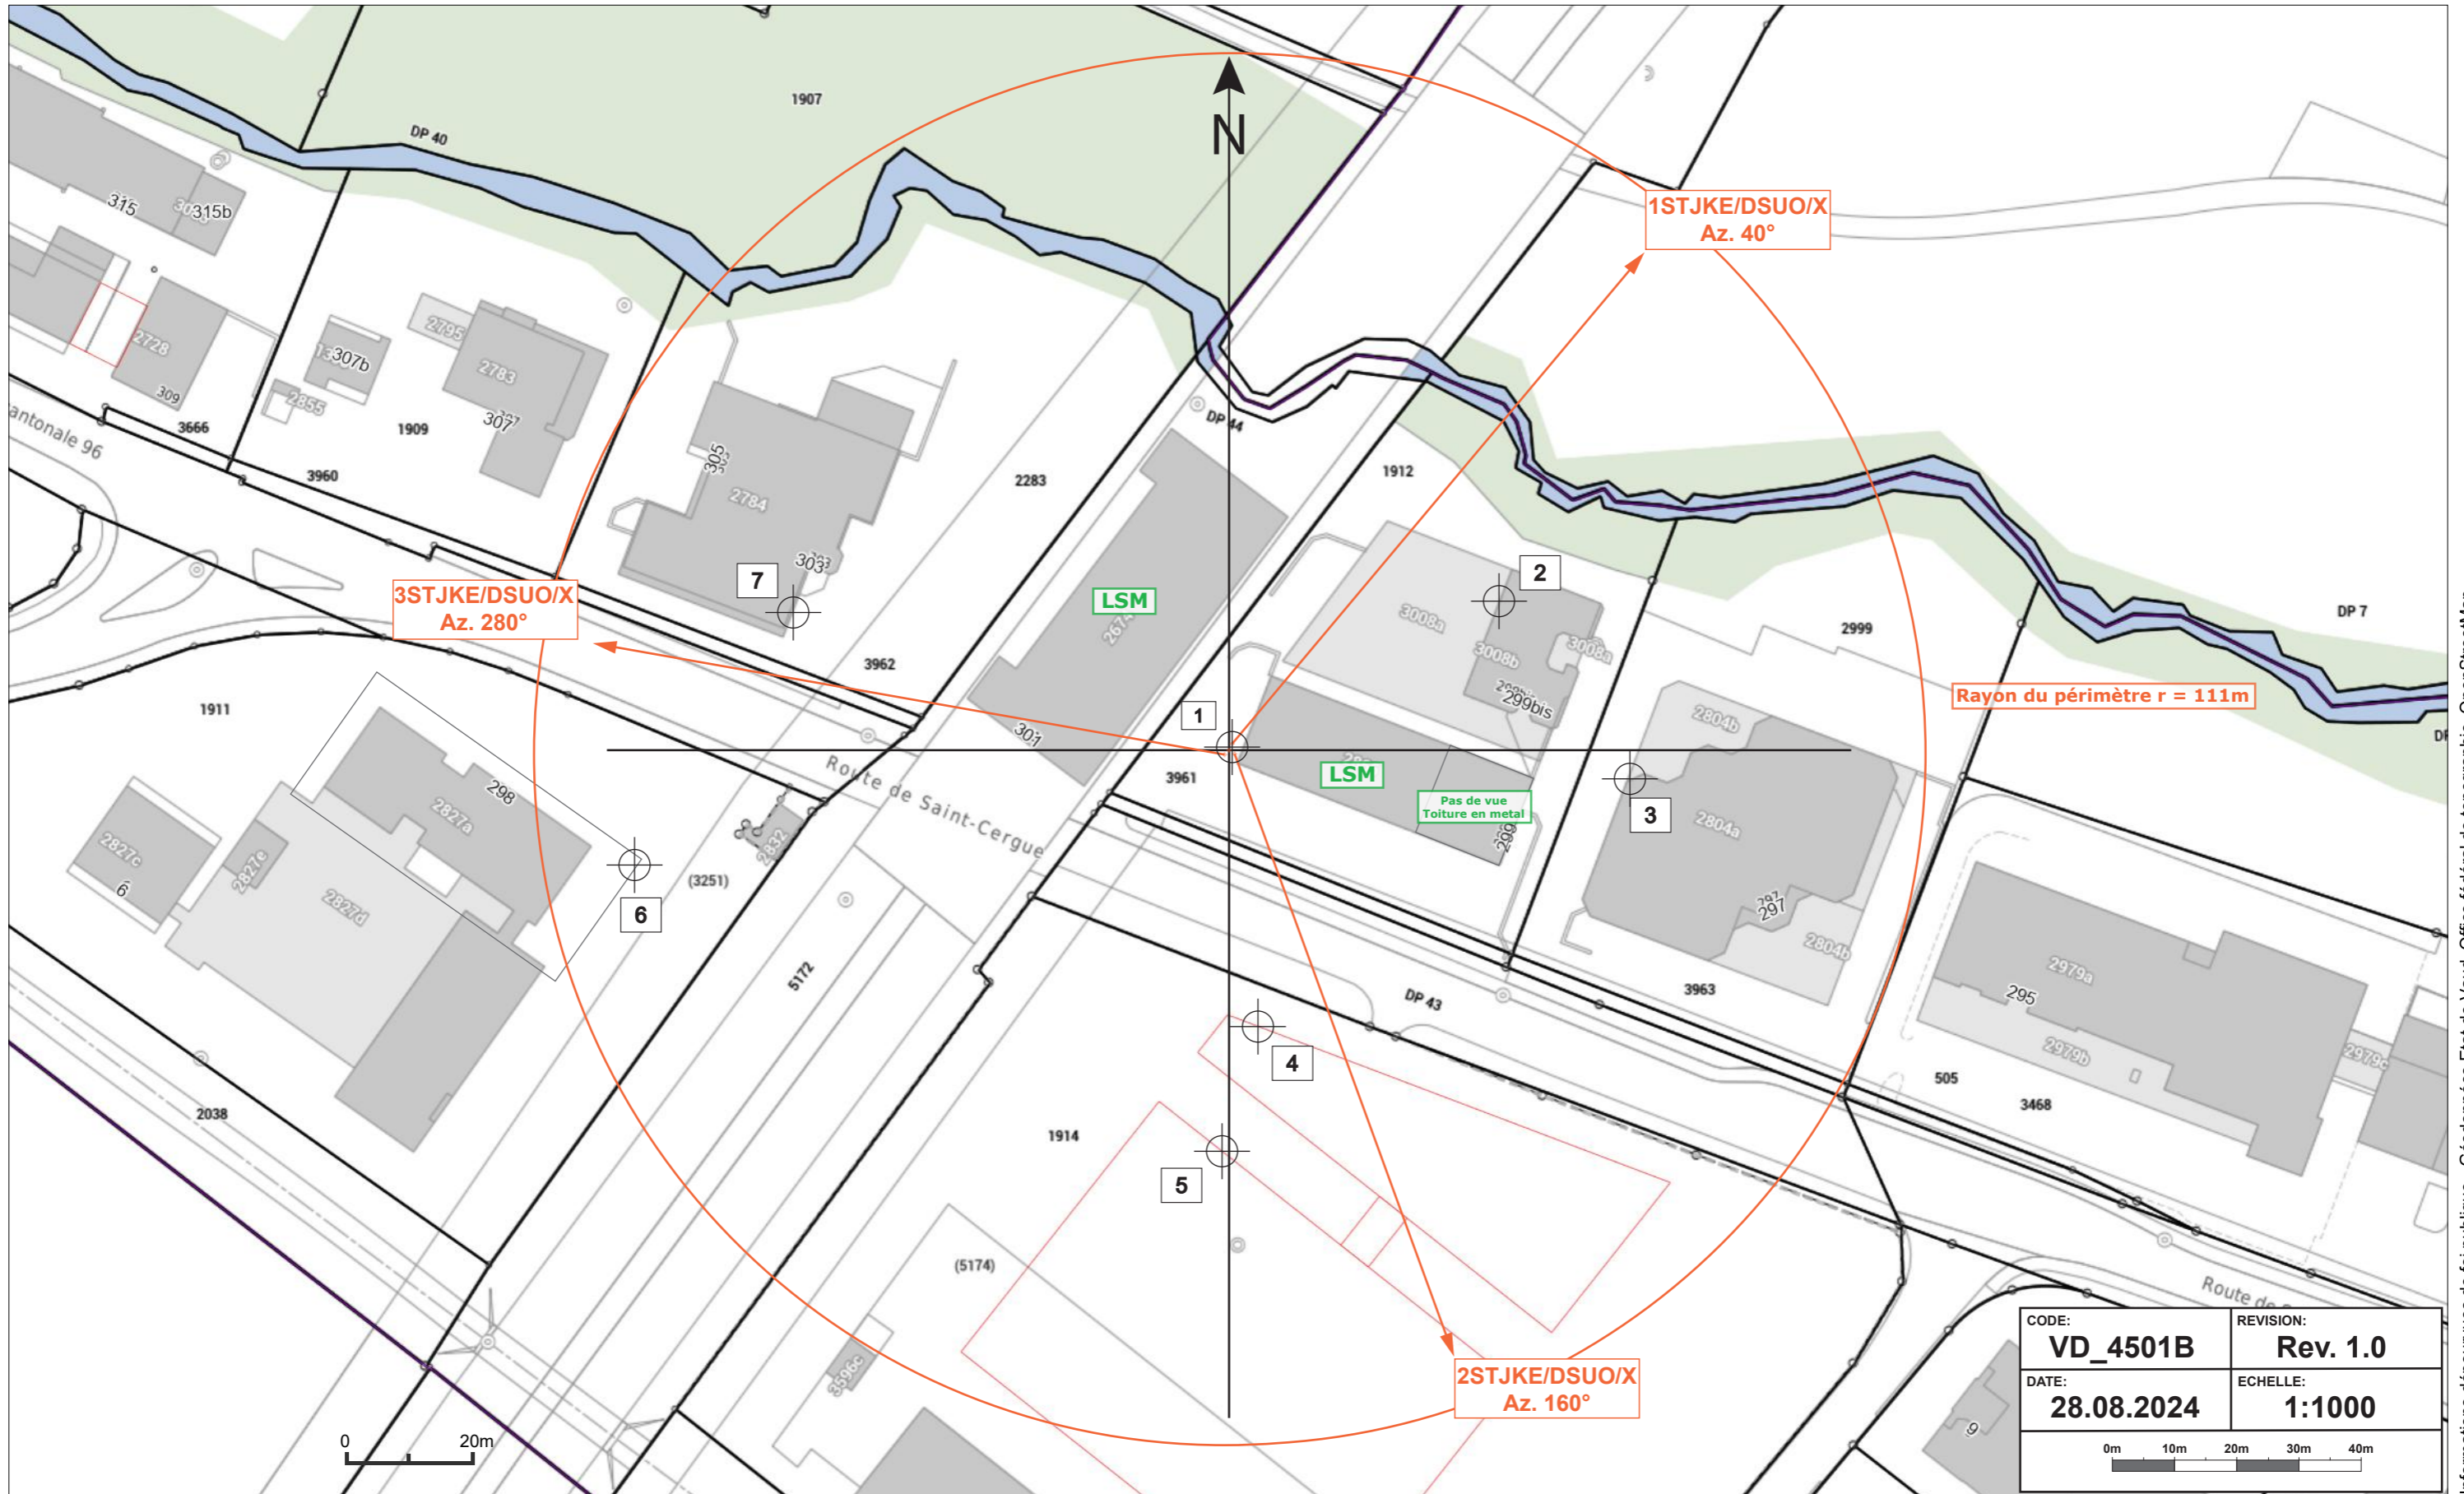 1907
DP 40
N
1STJKE/DSUO/X
Az. 40°
315
315b
2728
309
307b
2795
2783
2855
307
antonale 96
3666
1909
3960
305
2784
303
2283
DP 44
1912
7
3STJKE/DSUO/X
Az. 280°
LSM
2
3008a
3008b
3008a
299bis
2999
DP 7
3962
1911
Rayon du périmètre r = 111m
1
301
3961
LSM
Pas de vue
Toiture en metal
299
2804b
2804a
3
297
2804b
298
2827a
2827c
6
2827e
2827d
2832
(3251)
6
Route de Saint-Cergue
5172
DP 43
3963
2979a
295
2979b
2979c
505
3468
4
2038
1914
5
(5174)
3596c
Route de
2STJKE/DSUO/X
Az. 160°
9
0 20m
CODE:
VD_4501B
REVISION:
Rev. 1.0
DATE:
28.08.2024
ECHELLE:
1:1000
0m 10m 20m 30m 40m